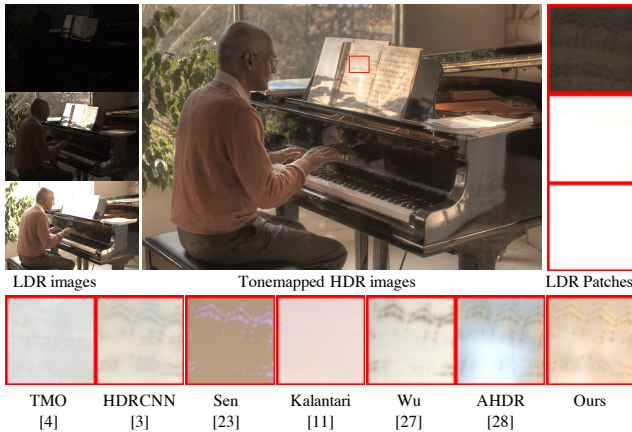 LDR images Tonemapped HDR images LDR Patches
TMO HDRCNN Sen Kalantari Wu AHDR Ours
[4] [3] [23] [11] [27] [28]